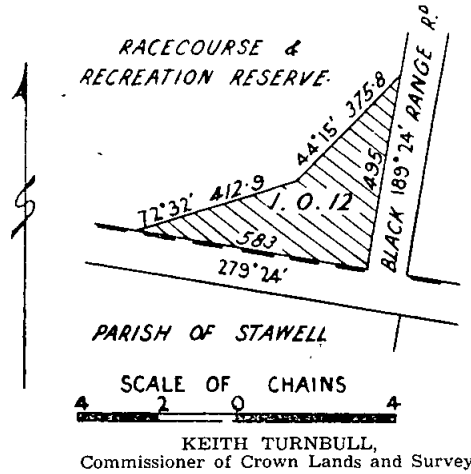 RACECOURSE &
RECREATION RESERVE.
44°15' 375·8
72°32' 412·9
1. 0. 12
495
BLACK 189°24' RANGE RD
583
279°24'
PARISH OF STAWELL
SCALE OF CHAINS
4 2 0 4
KEITH TURNBULL,
Commissioner of Crown Lands and Survey